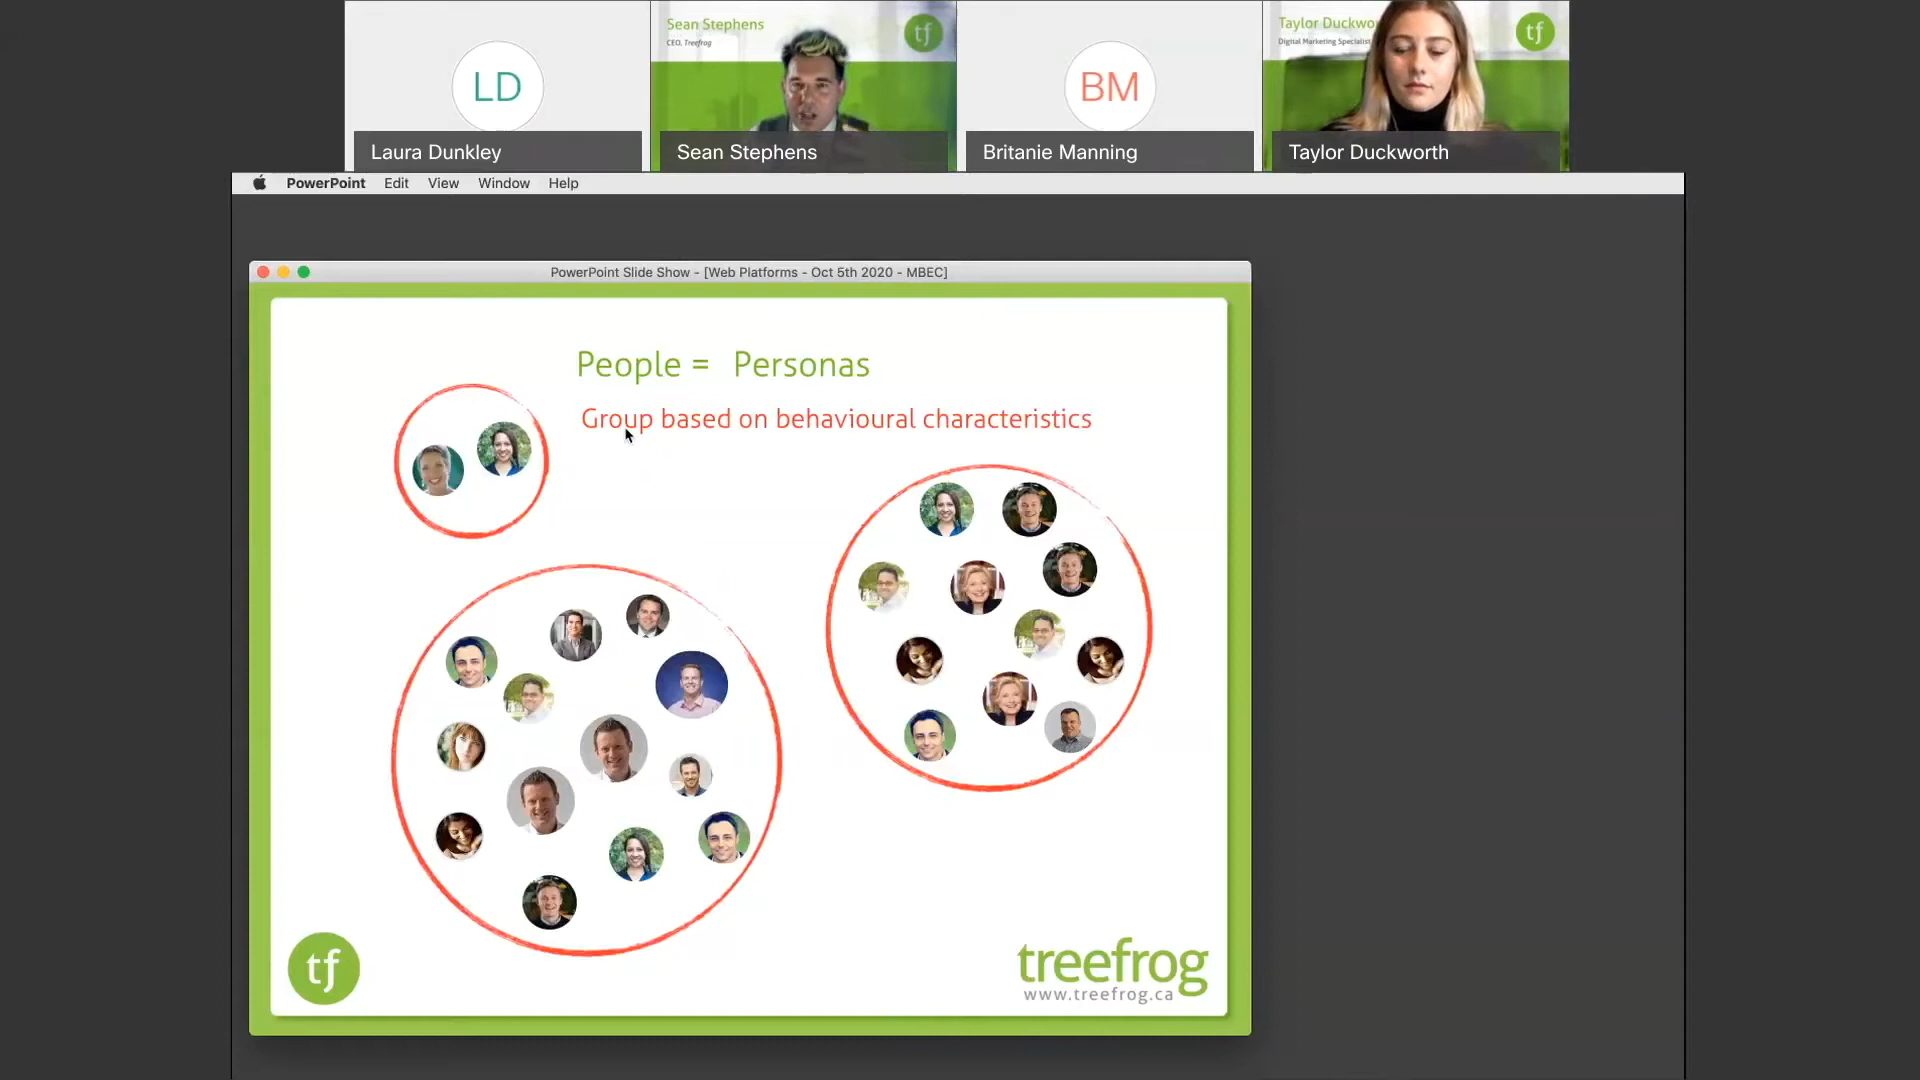 LD
Laura Dunkley
Sean Stephens
CEO, Treefrog
tf
Sean Stephens
BM
Britanie Manning
Taylor Duckwo
Digital Marketing Specialist
tf
Taylor Duckworth
PowerPoint Edit View Window Help
PowerPoint Slide Show - [Web Platforms - Oct 5th 2020 - MBEC]
People = Personas
Group based on behavioural characteristics
tf
treefrog
www.treefrog.ca